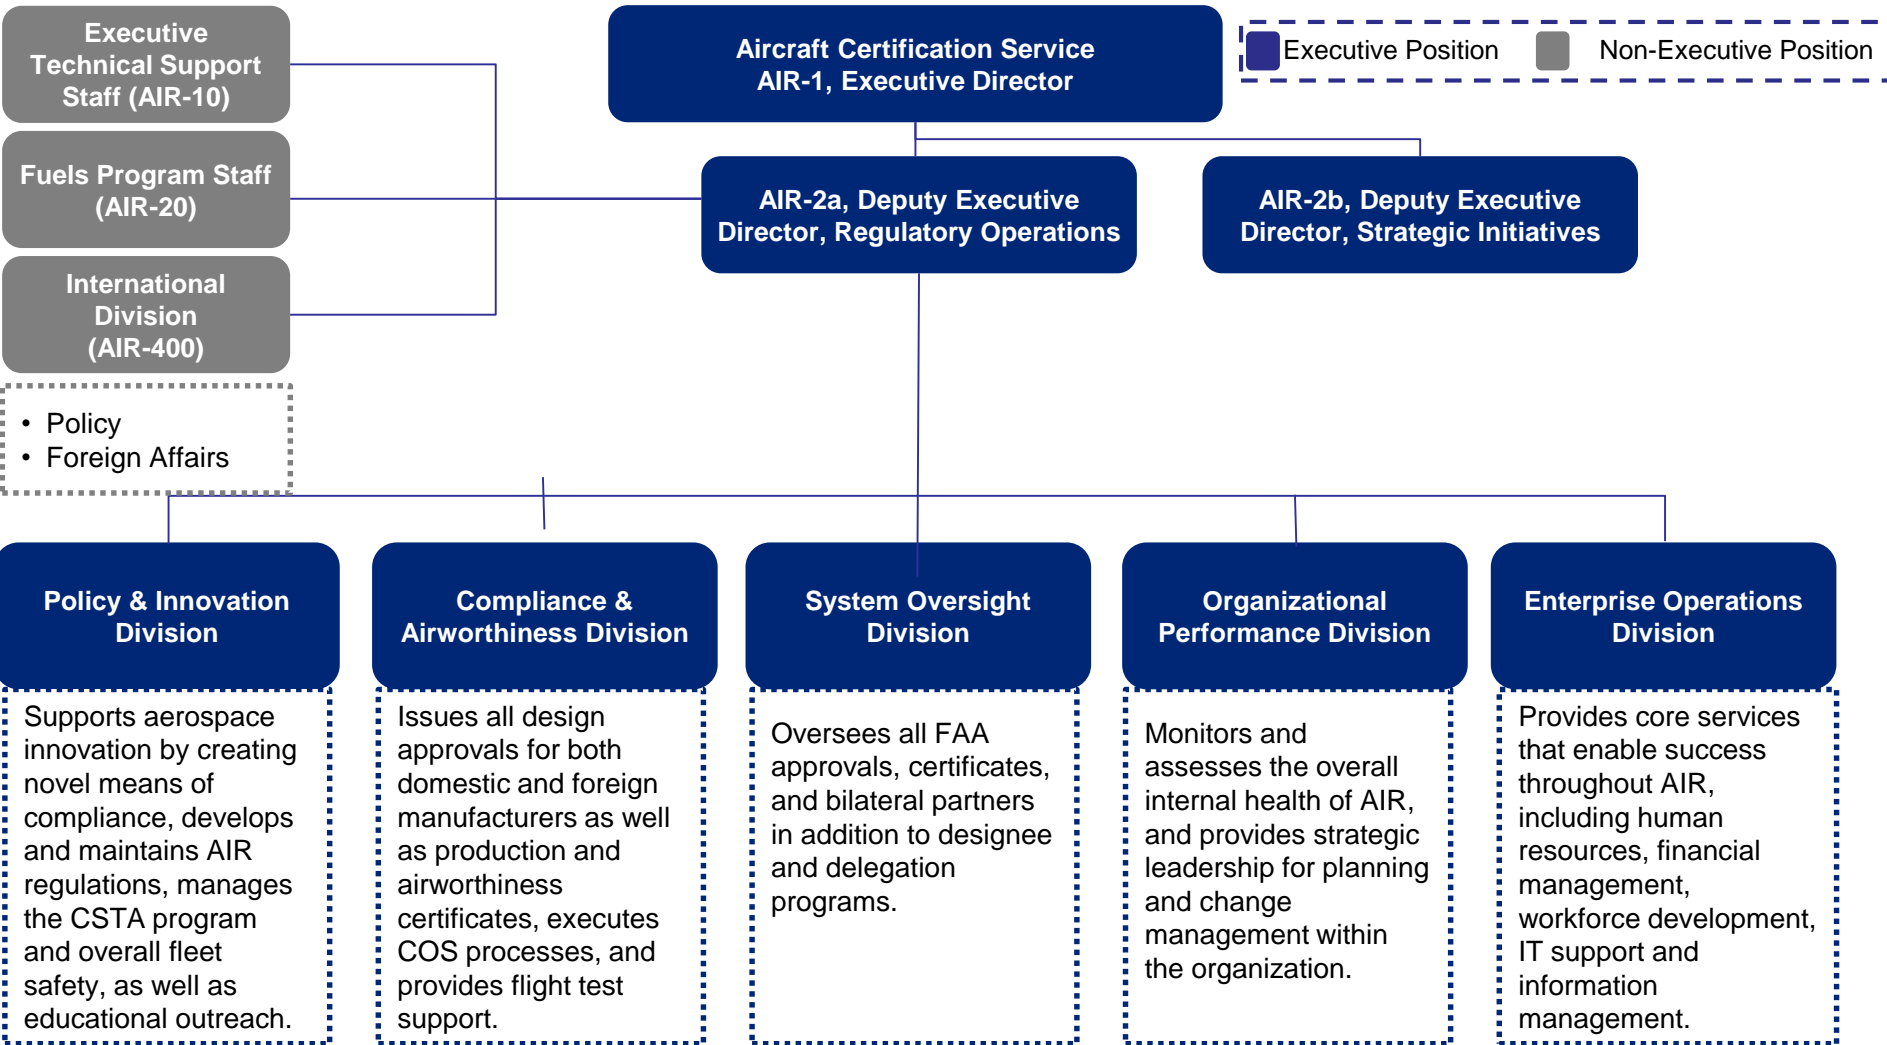 Executive
Technical Support
Staff (AIR-10)
Aircraft Certification Service
AIR-1, Executive Director
Executive Position
Non-Executive Position
Fuels Program Staff
(AIR-20)
AIR-2a, Deputy Executive
Director, Regulatory Operations
AIR-2b, Deputy Executive
Director, Strategic Initiatives
International
Division
(AIR-400)
• Policy
• Foreign Affairs
Policy & Innovation
Division
Supports aerospace
innovation by creating
novel means of
compliance, develops
and maintains AIR
regulations, manages
the CSTA program
and overall fleet
safety, as well as
educational outreach.
Compliance &
Airworthiness Division
Issues all design
approvals for both
domestic and foreign
manufacturers as well
as production and
airworthiness
certificates, executes
COS processes, and
provides flight test
support.
System Oversight
Division
Oversees all FAA
approvals, certificates,
and bilateral partners
in addition to designee
and delegation
programs.
Organizational
Performance Division
Monitors and
assesses the overall
internal health of AIR,
and provides strategic
leadership for planning
and change
management within
the organization.
Enterprise Operations
Division
Provides core services
that enable success
throughout AIR,
including human
resources, financial
management,
workforce development,
IT support and
information
management.